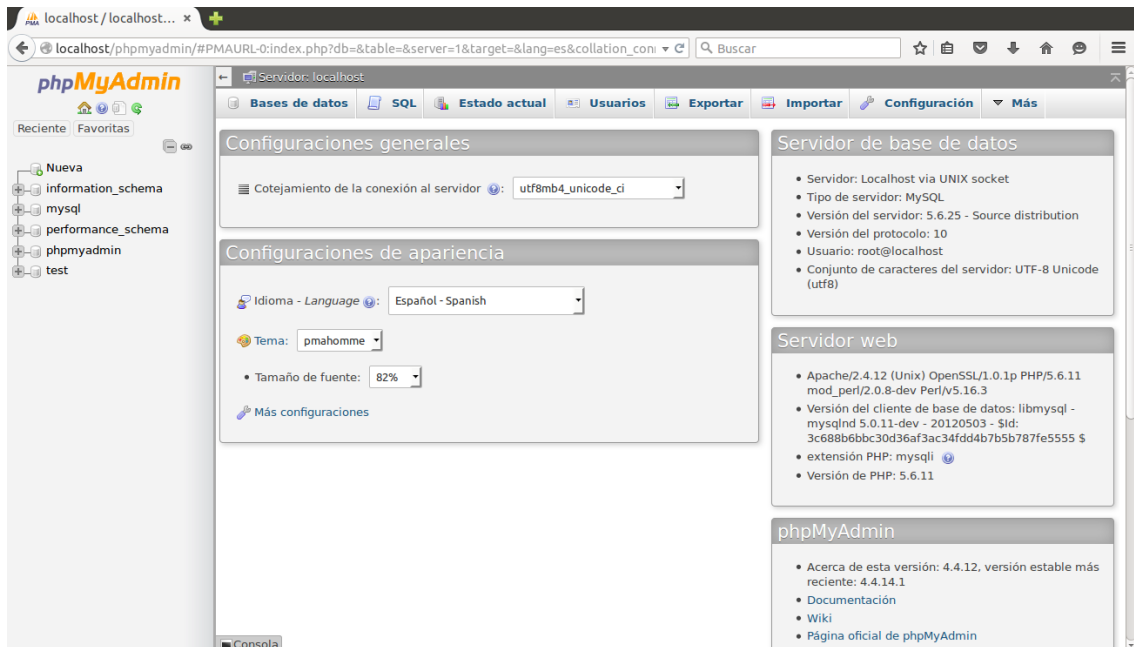 localhost / localhost...
localhost/phpmyadmin/#PMAURL-0:index.php?db=&table=&server=1&target=&lang=es&collation_con
Buscar
phpMyAdmin
Reciente Favoritas
Nueva
information_schema
mysql
performance_schema
phpmyadmin
test
Servidor: localhost
Bases de datos SQL Estado actual Usuarios Exportar Importar Configuración Más
Configuraciones generales
Cotejamiento de la conexión al servidor : utf8mb4_unicode_ci
Configuraciones de apariencia
Idioma - Language : Español - Spanish
Tema: pmahomme
• Tamaño de fuente: 82%
Más configuraciones
Servidor de base de datos
• Servidor: Localhost via UNIX socket
• Tipo de servidor: MySQL
• Versión del servidor: 5.6.25 - Source distribution
• Versión del protocolo: 10
• Usuario: root@localhost
• Conjunto de caracteres del servidor: UTF-8 Unicode
(utf8)
Servidor web
• Apache/2.4.12 (Unix) OpenSSL/1.0.1p PHP/5.6.11
mod_perl/2.0.8-dev Perl/v5.16.3
• Versión del cliente de base de datos: libmysql -
mysqlnd 5.0.11-dev - 20120503 - $Id:
3c688b6bbc30d36af3ac34fdd4b7b5b787fe5555 $
• extensión PHP: mysqli
• Versión de PHP: 5.6.11
phpMyAdmin
• Acerca de esta versión: 4.4.12, versión estable más
reciente: 4.4.14.1
• Documentación
• Wiki
• Página oficial de phpMyAdmin
Consola